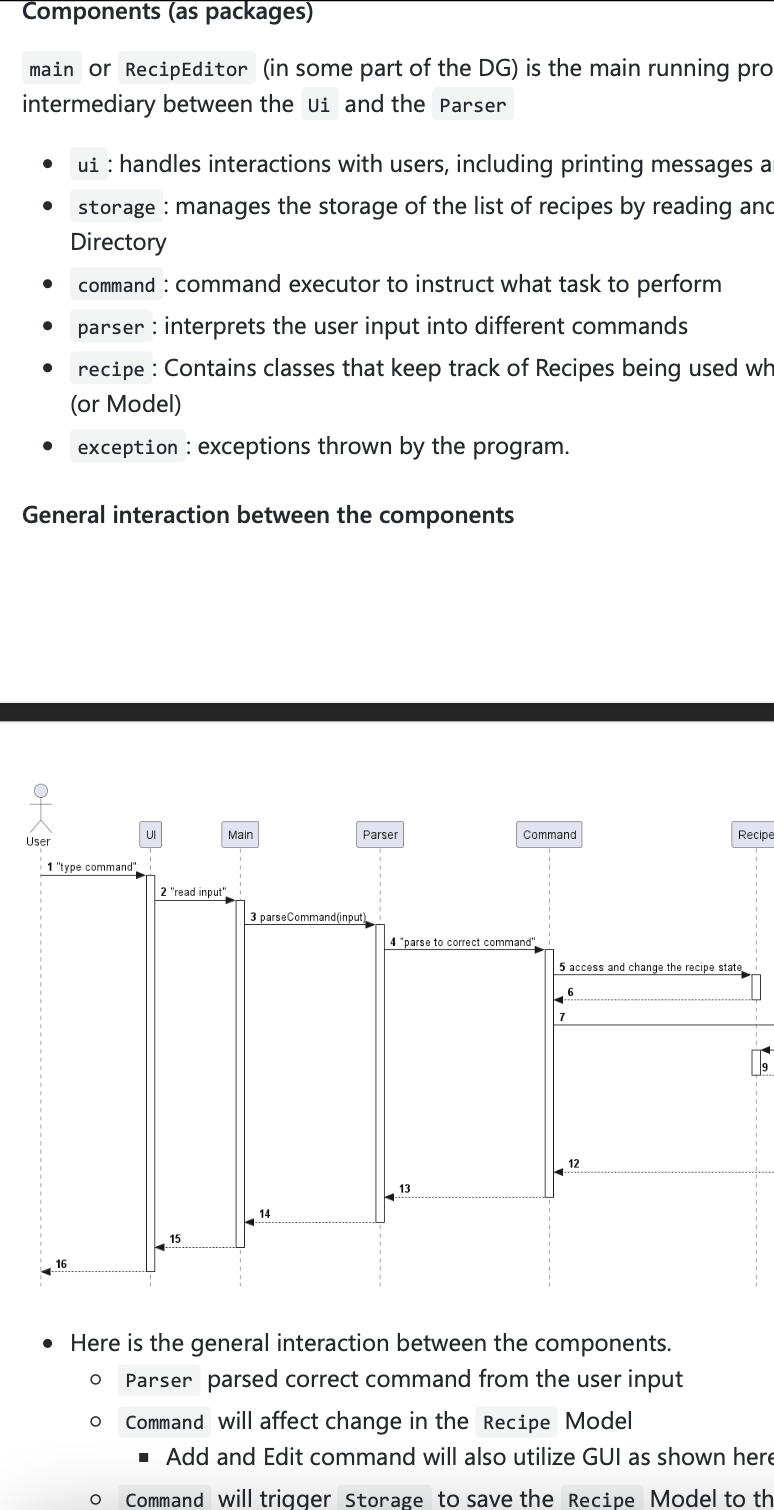 Components (as packages)
main or RecipEditor (in some part of the DG) is the main running pro
intermediary between the Ui and the Parser
ui : handles interactions with users, including printing messages a
storage : manages the storage of the list of recipes by reading and
Directory
command : command executor to instruct what task to perform
parser : interprets the user input into different commands
recipe : Contains classes that keep track of Recipes being used wh
(or Model)
exception : exceptions thrown by the program.
General interaction between the components
User
UI
Main
Parser
Command
Recipe
1 "type command"
2 "read input"
3 parseCommand(input)
4 "parse to correct command"
5 access and change the recipe state
6
7
9
12
13
14
15
16
Here is the general interaction between the components.
Parser parsed correct command from the user input
Command will affect change in the Recipe Model
Add and Edit command will also utilize GUI as shown here
Command will trigger Storage to save the Recipe Model to th